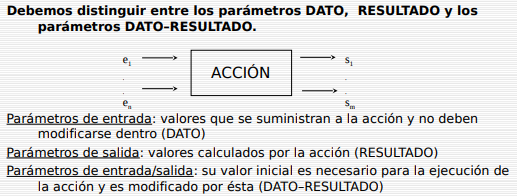 Debemos distinguir entre los parámetros DATO, RESULTADO y los
parámetros DATO–RESULTADO.
e1 s1
. .
ACCIÓN
. .
en sm
Parámetros de entrada: valores que se suministran a la acción y no deben
modificarse dentro (DATO)
Parámetros de salida: valores calculados por la acción (RESULTADO)
Parámetros de entrada/salida: su valor inicial es necesario para la ejecución de
la acción y es modificado por ésta (DATO–RESULTADO)